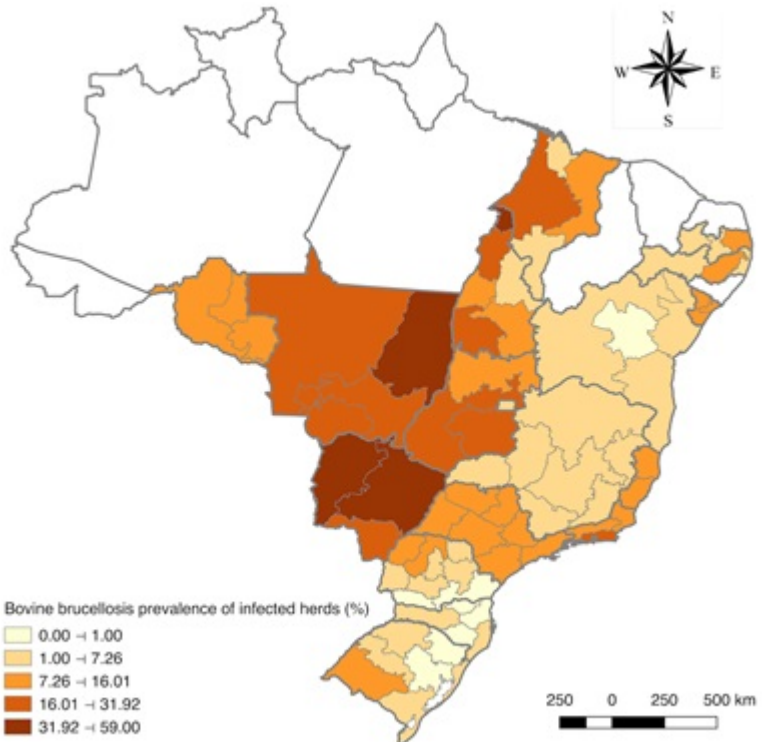 N
W E
S
Bovine brucellosis prevalence of infected herds (%)
0.00 ⊣ 1.00
1.00 ⊣ 7.26
7.26 ⊣ 16.01
16.01 ⊣ 31.92
31.92 ⊣ 59.00
250 0 250 500 km